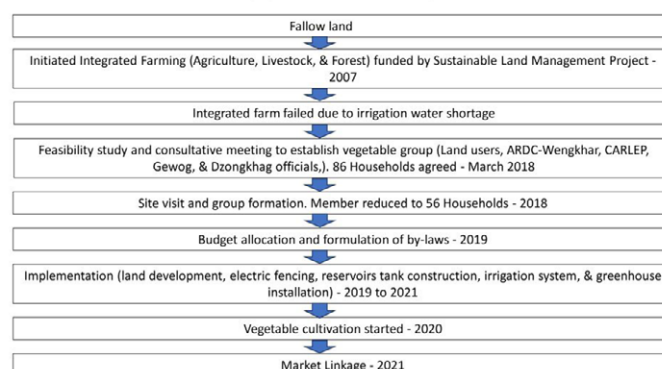 Fallow land
Initiated Integrated Farming (Agriculture, Livestock, & Forest) funded by Sustainable Land Management Project -
2007
Integrated farm failed due to irrigation water shortage
Feasibility study and consultative meeting to establish vegetable group (Land users, ARDC-Wengkhar, CARLEP,
Gewog, & Dzongkhag officials,). 86 Households agreed - March 2018
Site visit and group formation. Member reduced to 56 Households - 2018
Budget allocation and formulation of by-laws - 2019
Implementation (land development, electric fencing, reservoirs tank construction, irrigation system, & greenhouse
installation) - 2019 to 2021
Vegetable cultivation started - 2020
Market Linkage - 2021